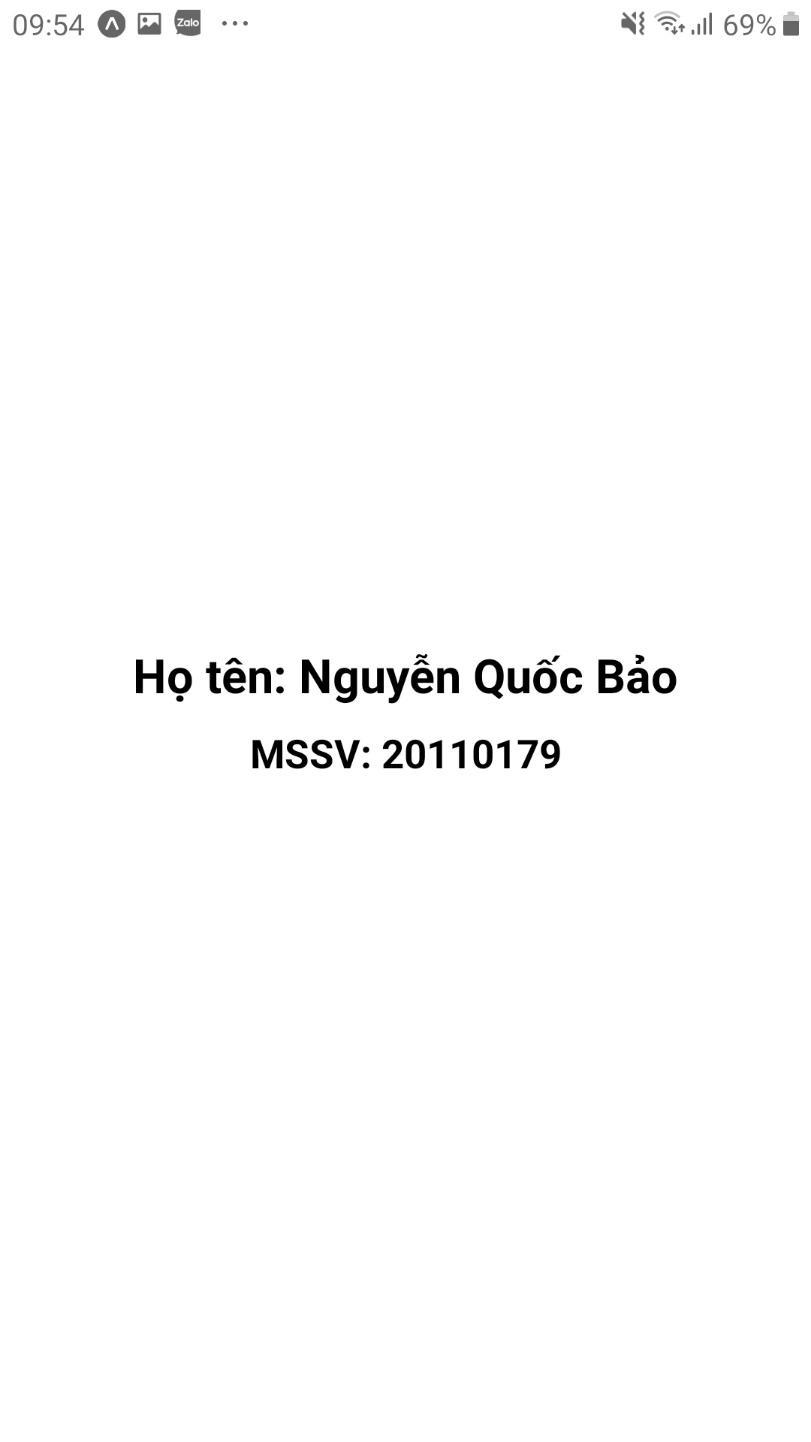 09:54 Zalo ... 69%
Họ tên: Nguyễn Quốc Bảo
MSSV: 20110179